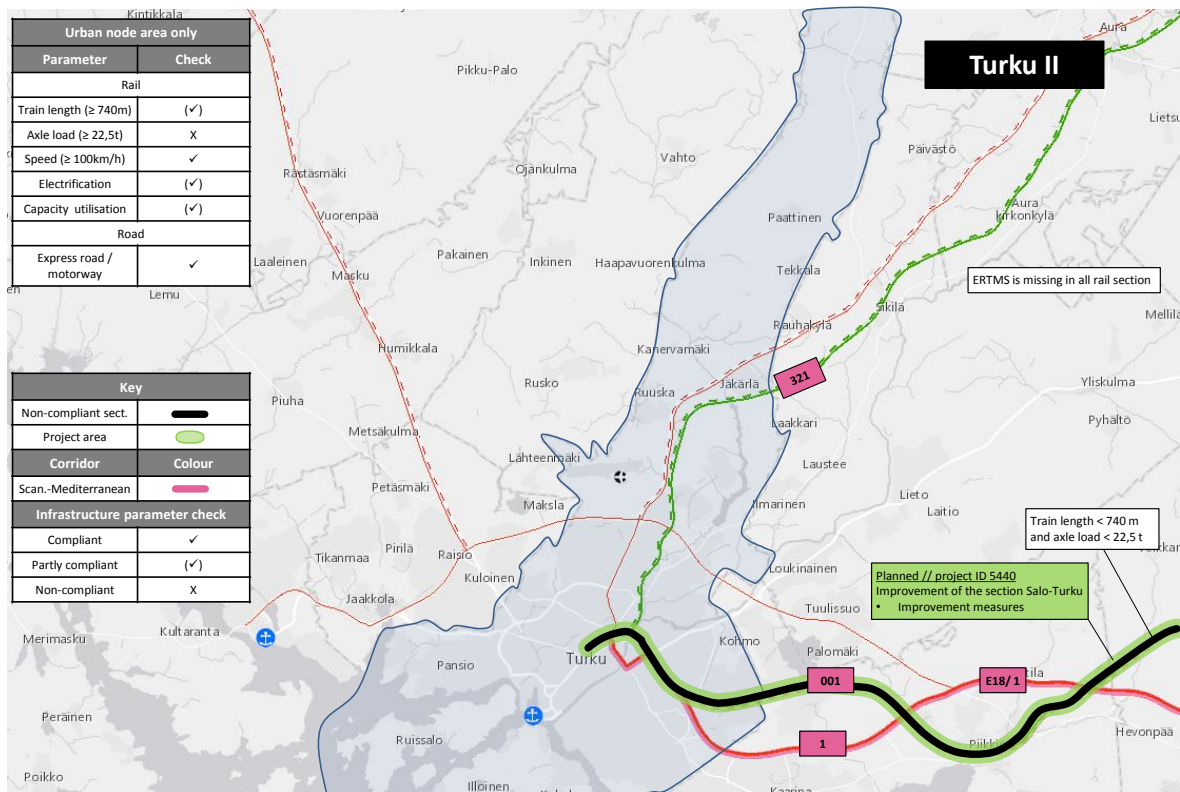 Turku II
Urban node area only
Parameter Check
Rail
Train length (≥ 740m) (✓)
Axle load (≥ 22,5t) X
Speed (≥ 100km/h) ✓
Electrification (✓)
Capacity utilisation (✓)
Road
Express road /
motorway ✓
Key
Non-compliant sect.
Project area
Corridor Colour
Scan.-Mediterranean
Infrastructure parameter check
Compliant ✓
Partly compliant (✓)
Non-compliant X
ERTMS is missing in all rail section
Train length < 740 m
and axle load < 22,5 t
Planned // project ID 5440
Improvement of the section Salo-Turku
• Improvement measures
321
001
E18/ 1
1
Kintikkala
Aura
Pikku-Palo
Lietsu
Päivästö
Vahto
Ojankulma
Rästäsmäki
Vuorenpää
Paattinen
Aura
kirkonkylä
Pakainen
Inkinen
Haapavuorenkulma
Laaleinen
Masku
Tekkala
Lemu
Sikilä
Mellilä
Rauhakylä
Humikkala
Kanervamäki
Rusko
Ruuska
Jäkärlä
Yliskulma
Piuha
Pyhältö
Metsäkulma
Laakkari
Lähteenmäki
Laustee
Petäsmäki
Maksla
Ilmarinen
Lieto
Laitio
Tikanmaa
Pirilä
Raisio
Kuloinen
Loukinainen
Jaakkola
Tuulissuo
Merimasku
Kultaranta
Kohmo
Pansio
Turku
Palomäki
Peräinen
Ruissalo
Hevonpää
Poikko
Illoinen
Kaarina